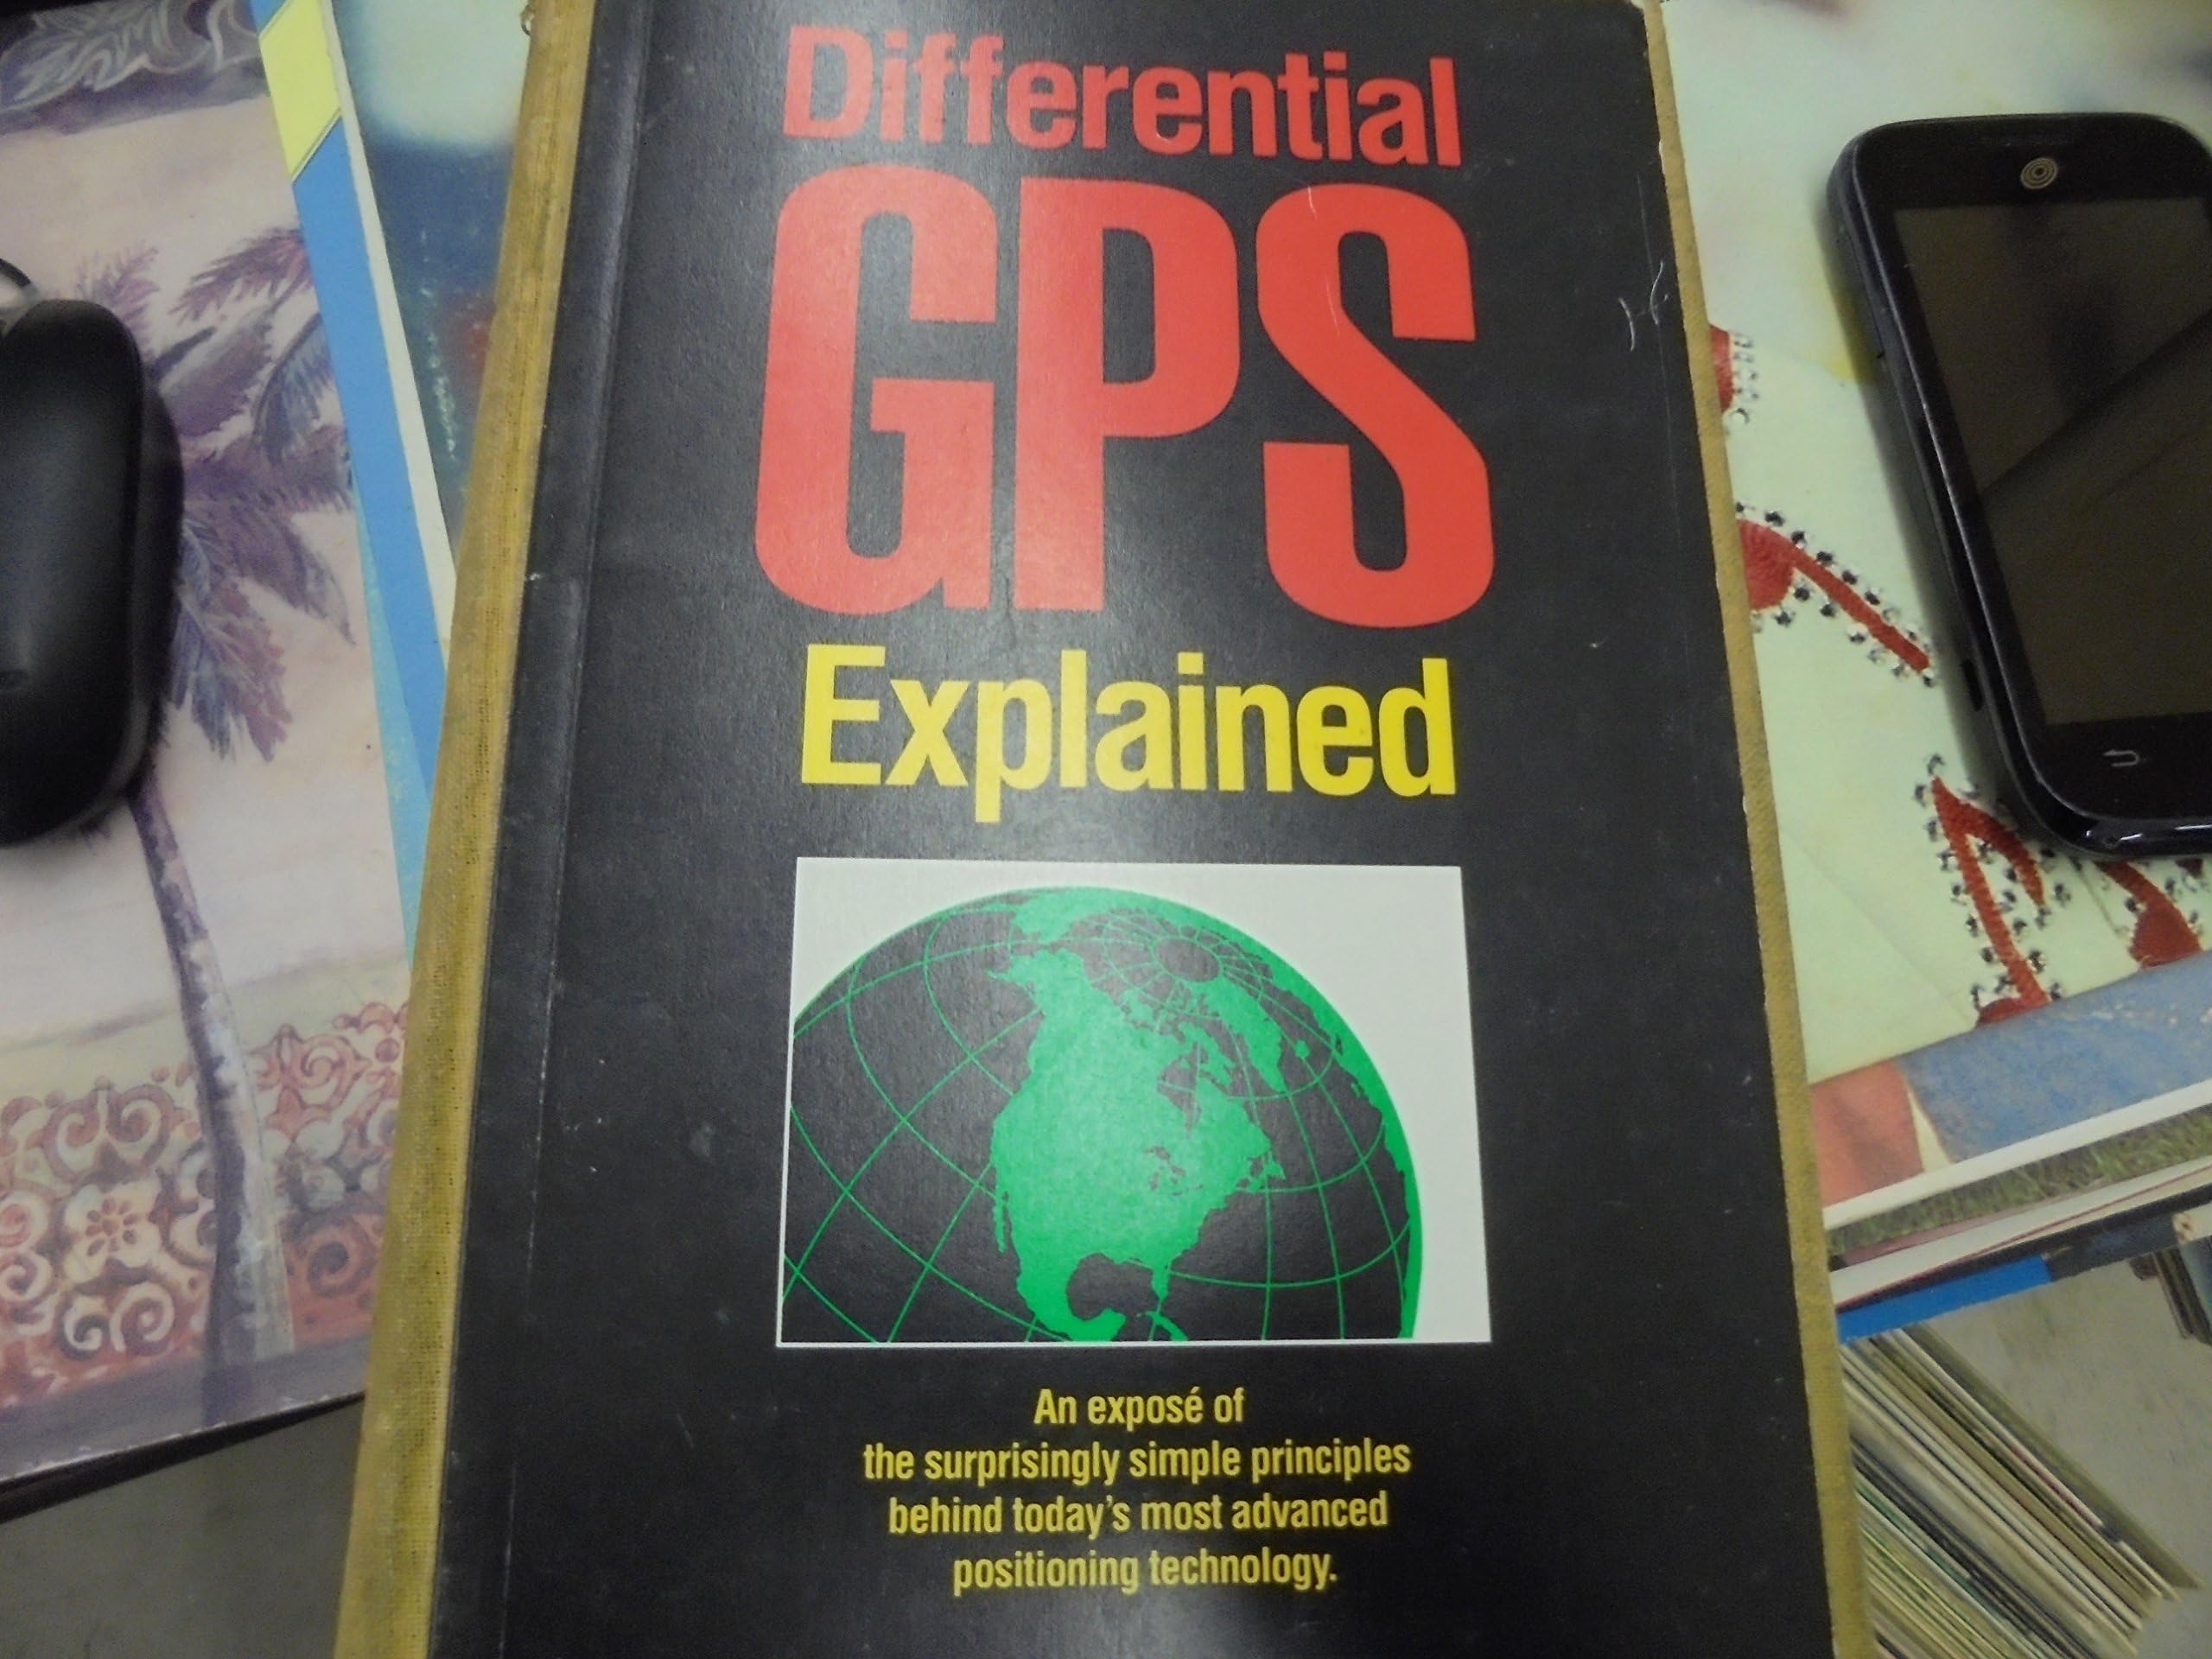 Differential
GPS
Explained
An exposé of
the surprisingly simple principles
behind today's most advanced
positioning technology.